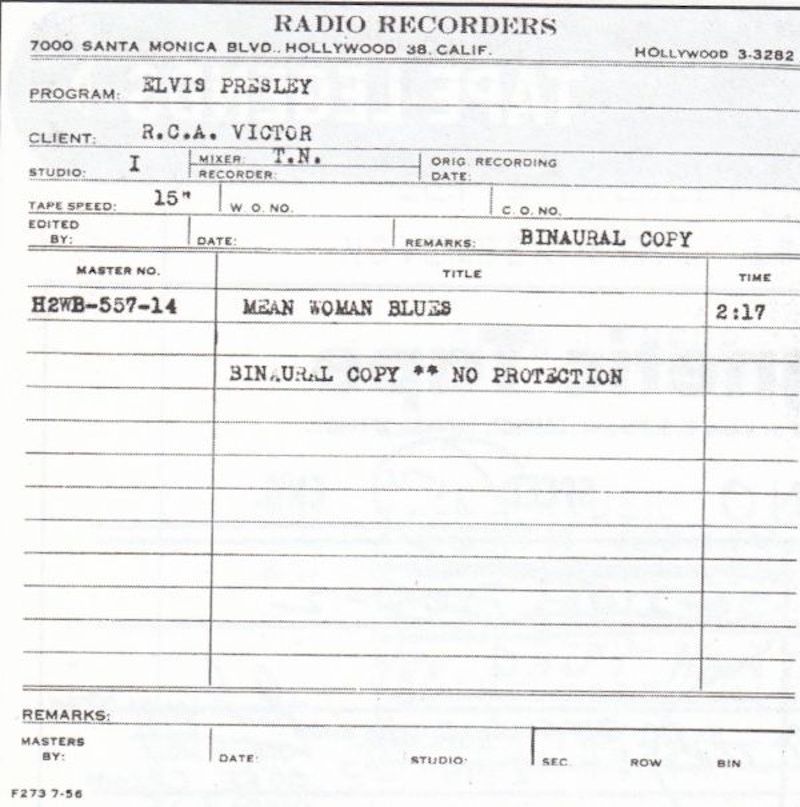 RADIO RECORDERS
7000 SANTA MONICA BLVD., HOLLYWOOD 38, CALIF. HOLLYWOOD 3-3282
PROGRAM: ELVIS PRESLEY
CLIENT: R.C.A. VICTOR
STUDIO: I MIXER: T.N. RECORDER: ORIG. RECORDING DATE:
TAPE SPEED: 15" W. O. NO. C. O. NO.
EDITED BY: DATE: REMARKS: BINAURAL COPY
MASTER NO. TITLE TIME
H2WB-557-14 MEAN WOMAN BLUES 2:17
BINAURAL COPY ** NO PROTECTION
REMARKS:
MASTERS BY: DATE: STUDIO: SEC. ROW BIN
F273 7-56